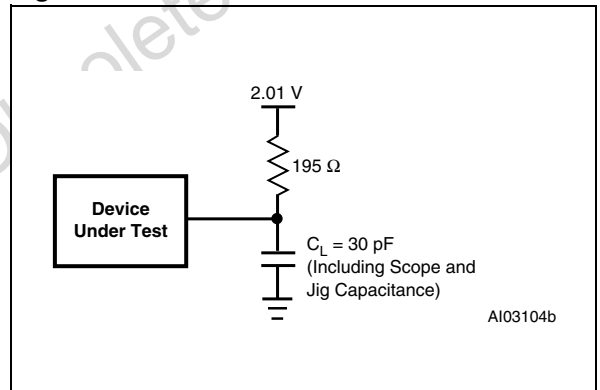 2.01 V
195 Ω
Device
Under Test
C_L = 30 pF
(Including Scope and
Jig Capacitance)
AI03104b